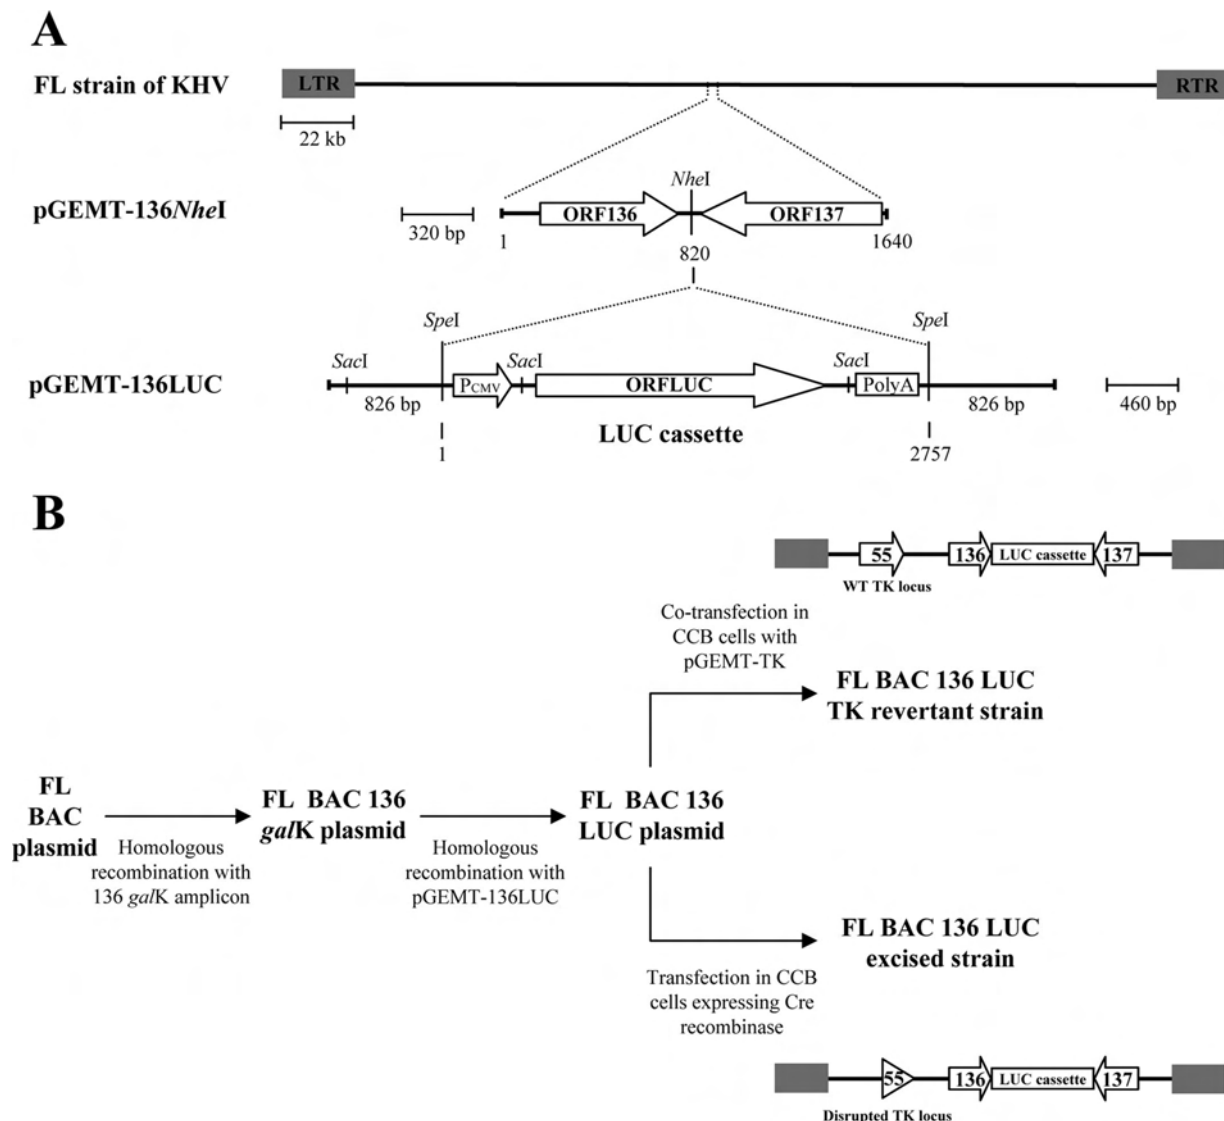 A
FL strain of KHV
LTR
RTR
22 kb
pGEMT-136NheI
320 bp
NheI
ORF136
ORF137
1
820
1640
pGEMT-136LUC
SacI
SpeI
SacI
SacI
SpeI
PCMV
ORFLUC
PolyA
826 bp
826 bp
460 bp
LUC cassette
1
2757
B
55
136
LUC cassette
137
WT TK locus
Co-transfection in
CCB cells with
pGEMT-TK
FL BAC 136 LUC
TK revertant strain
FL
BAC
plasmid
Homologous
recombination with
136 galK amplicon
FL BAC 136
galK plasmid
Homologous
recombination with
pGEMT-136LUC
FL BAC 136
LUC plasmid
FL BAC 136 LUC
excised strain
Transfection in CCB
cells expressing Cre
recombinase
55
136
LUC cassette
137
Disrupted TK locus